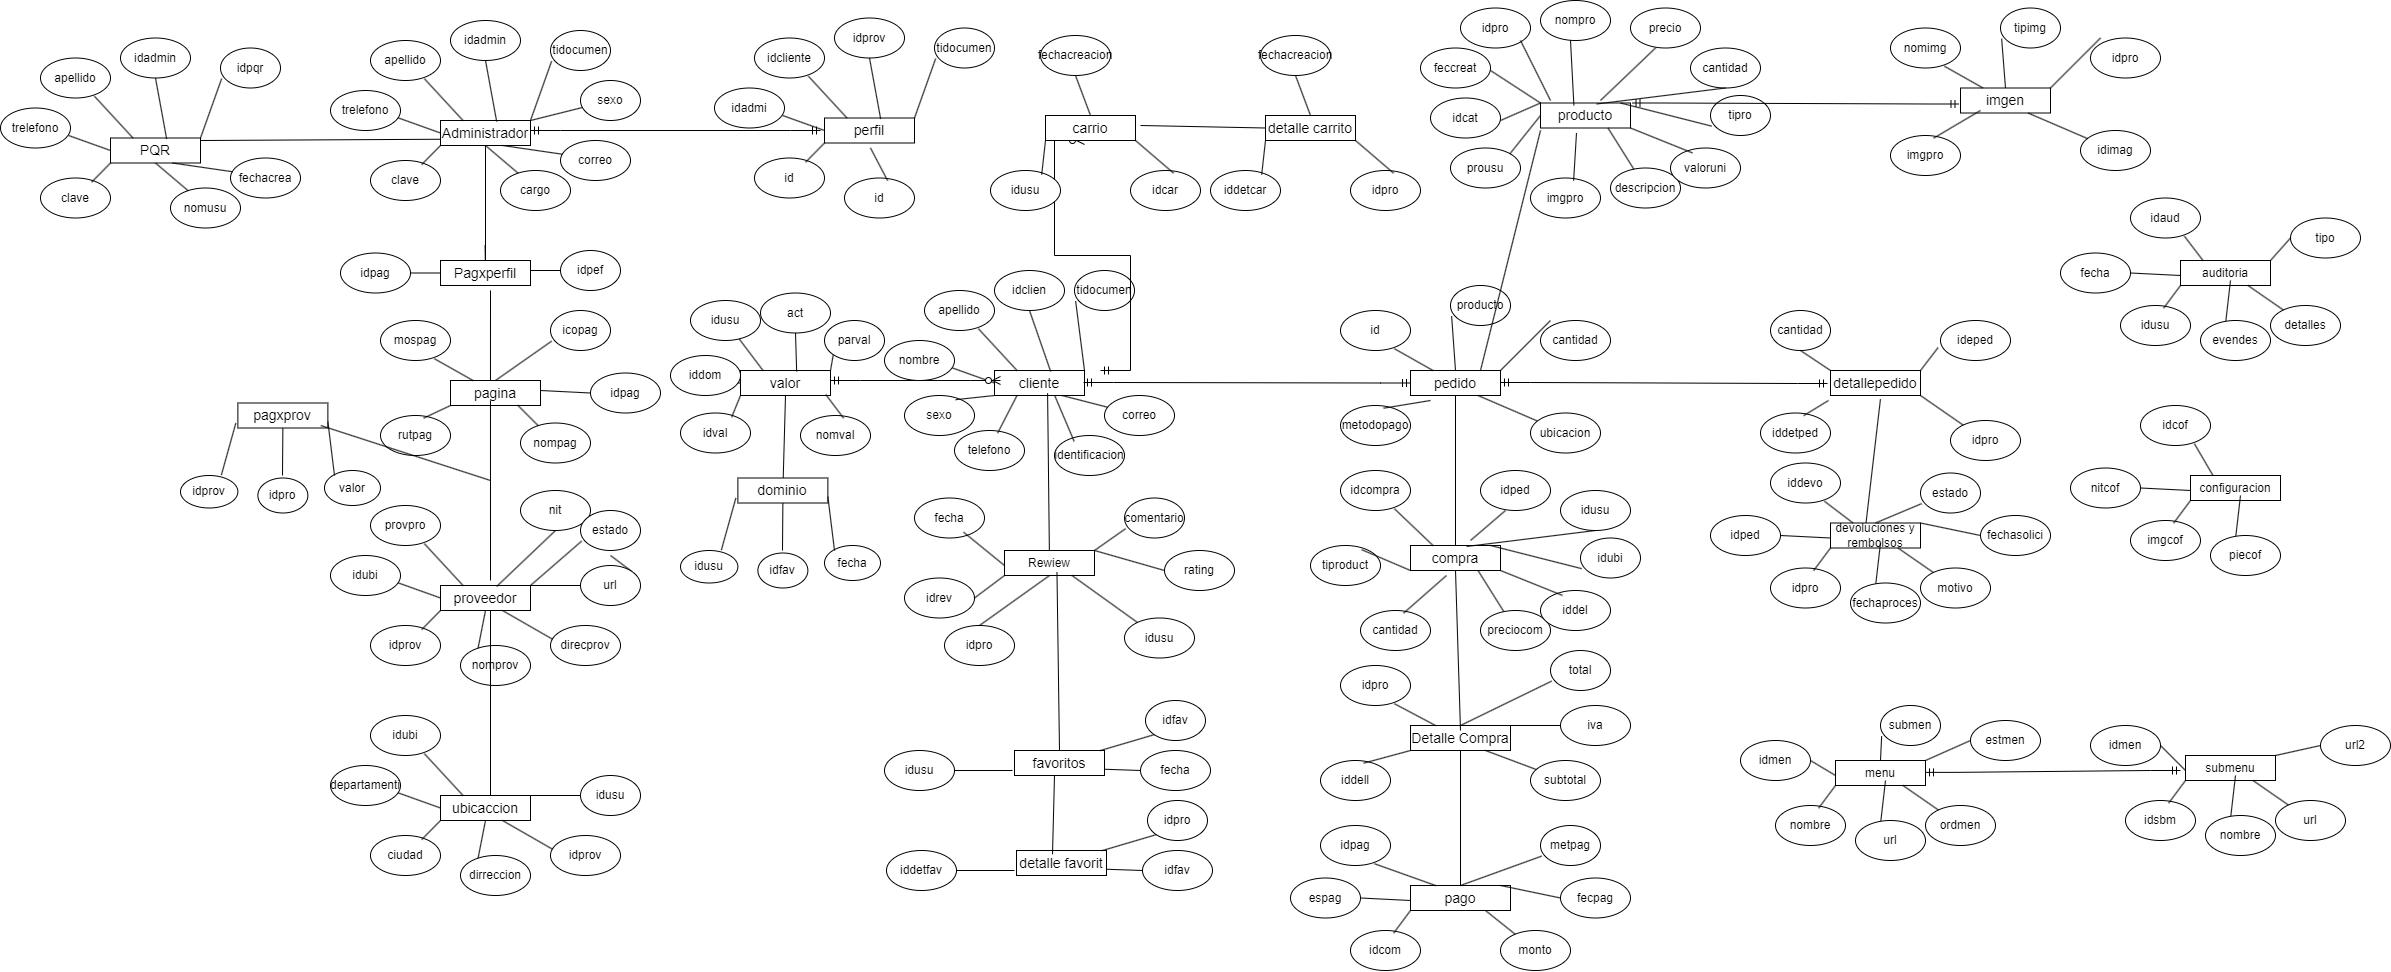 idadmin
idpqr
apellido
trelefono
PQR
clave
nomusu
fechacrea
idadmin
tidocumen
apellido
trelefono
sexo
Administrador
correo
clave
cargo
idprov
tidocumen
idcliente
idadmi
perfil
id
id
fechacreacion
carrio
idusu
idcar
fechacreacion
detalle carrito
iddetcar
idpro
nompro
idpro
precio
feccreat
cantidad
idcat
producto
tipro
prousu
valoruni
imgpro
descripcion
tipimg
nomimg
idpro
imgen
imgpro
idimag
idaud
tipo
fecha
auditoria
idusu
evendes
detalles
idpag
Pagxperfil
idpef
mospag
icopag
pagina
idpag
rutpag
nompag
pagxprov
idprov
idpro
valor
idusu
act
parval
iddom
valor
idval
nomval
dominio
idusu
idfav
fecha
idclien
tidocumen
apellido
nombre
cliente
sexo
correo
telefono
identificacion
producto
id
cantidad
pedido
metodopago
ubicacion
cantidad
ideped
detallepedido
iddetped
idpro
idcof
nitcof
configuracion
imgcof
piecof
nit
provpro
estado
idubi
proveedor
url
idprov
nomprov
direcprov
fecha
comentario
Rewiew
rating
idrev
idpro
idusu
idcompra
idped
idusu
tiproduct
compra
idubi
cantidad
preciocom
iddel
iddevo
estado
idped
devoluciones y
rembolsos
fechasolici
idpro
fechaproces
motivo
idubi
departamenti
ubicaccion
idusu
ciudad
dirreccion
idprov
idfav
idusu
favoritos
fecha
idpro
iddetfav
detalle favorit
idfav
idpro
total
Detalle Compra
iva
iddell
subtotal
idpag
metpag
espag
pago
fecpag
idcom
monto
submen
estmen
idmen
menu
nombre
url
ordmen
idmen
url2
submenu
idsbm
nombre
url